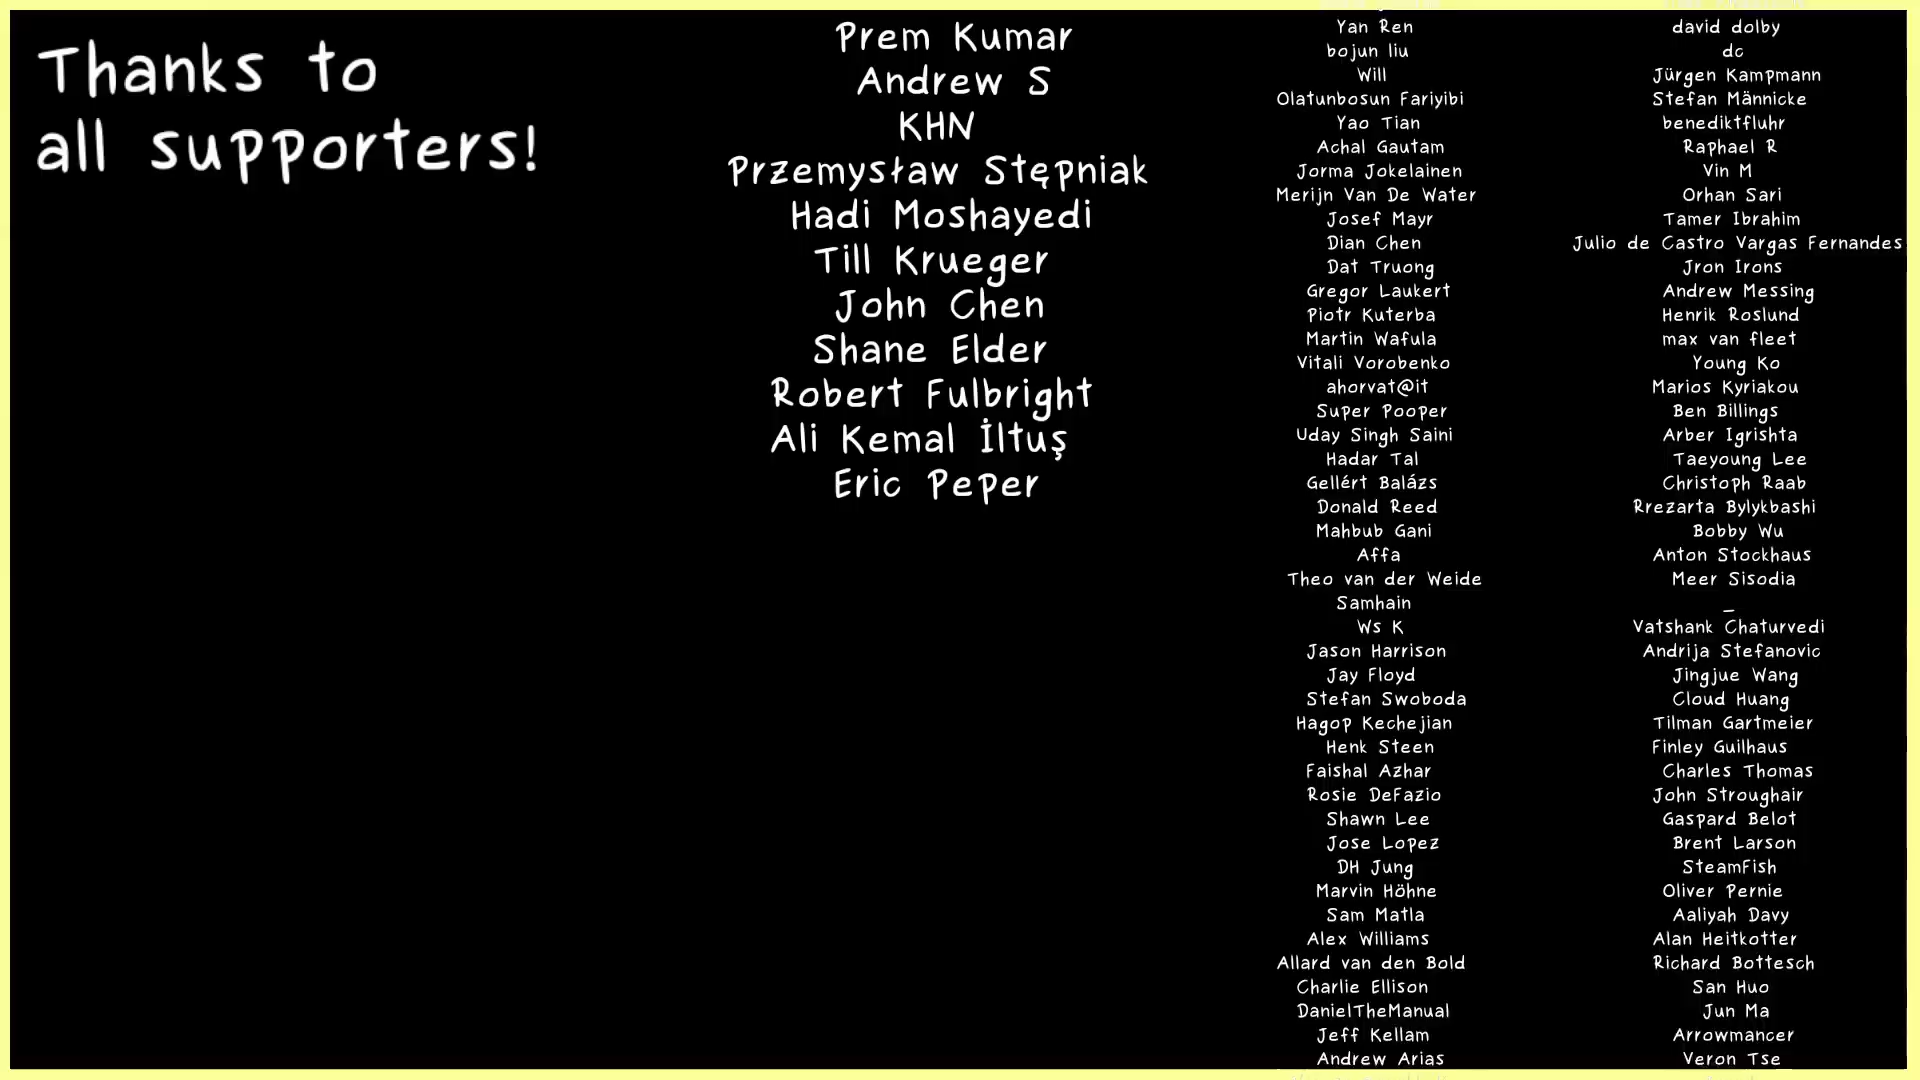 Thanks to
all supporters!
Prem Kumar
Andrew S
KHN
Przemysław Stępniak
Hadi Moshayedi
Till Krueger
John Chen
Shane Elder
Robert Fulbright
Ali Kemal İltuş
Eric Peper
Yan Ren
bojun liu
Will
Olatunbosun Fariyibi
Yao Tian
Achal Gautam
Jorma Jokelainen
Merijn Van De Water
Josef Mayr
Dian Chen
Dat Truong
Gregor Laukert
Piotr Kuterba
Martin Wafula
Vitali Vorobenko
ahorvat@it
Super Pooper
Uday Singh Saini
Hadar Tal
Gellért Balázs
Donald Reed
Mahbub Gani
Affa
Theo van der Weide
Samhain
Ws K
Jason Harrison
Jay Floyd
Stefan Swoboda
Hagop Kechejian
Henk Steen
Faishal Azhar
Rosie DeFazio
Shawn Lee
Jose Lopez
DH Jung
Marvin Höhne
Sam Matla
Alex Williams
Allard van den Bold
Charlie Ellison
DanielTheManual
Jeff Kellam
Andrew Arias
david dolby
dc
Jürgen Kampmann
Stefan Männicke
benediktfluhr
Raphael R
Vin M
Orhan Sari
Tamer Ibrahim
Julio de Castro Vargas Fernandes
Jron Irons
Andrew Messing
Henrik Roslund
max van fleet
Young Ko
Marios Kyriakou
Ben Billings
Arber Igrishta
Taeyoung Lee
Christoph Raab
Rrezarta Bylykbashi
Bobby Wu
Anton Stockhaus
Meer Sisodia
_
Vatshank Chaturvedi
Andrija Stefanovic
Jingjue Wang
Cloud Huang
Tilman Gartmeier
Finley Guilhaus
Charles Thomas
John Stroughair
Gaspard Belot
Brent Larson
SteamFish
Oliver Pernie
Aaliyah Davy
Alan Heitkotter
Richard Bottesch
San Huo
Jun Ma
Arrowmancer
Veron Tse